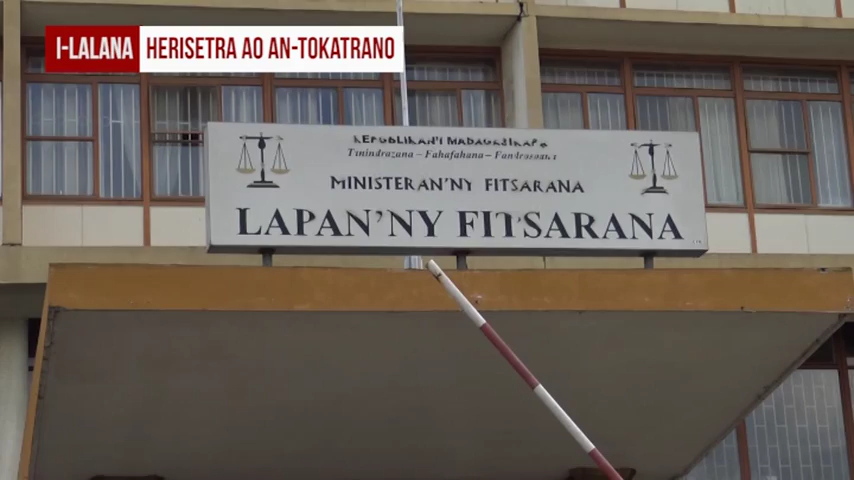 I-LALANA HERISETRA AO AN-TOKATRANO
REPOBLIKAN'I MADAGASIKARA
Tanindrazana – Fahafahana – Fandrosoana
MINISTERAN'NY FITSARANA
LAPAN'NY FITSARANA